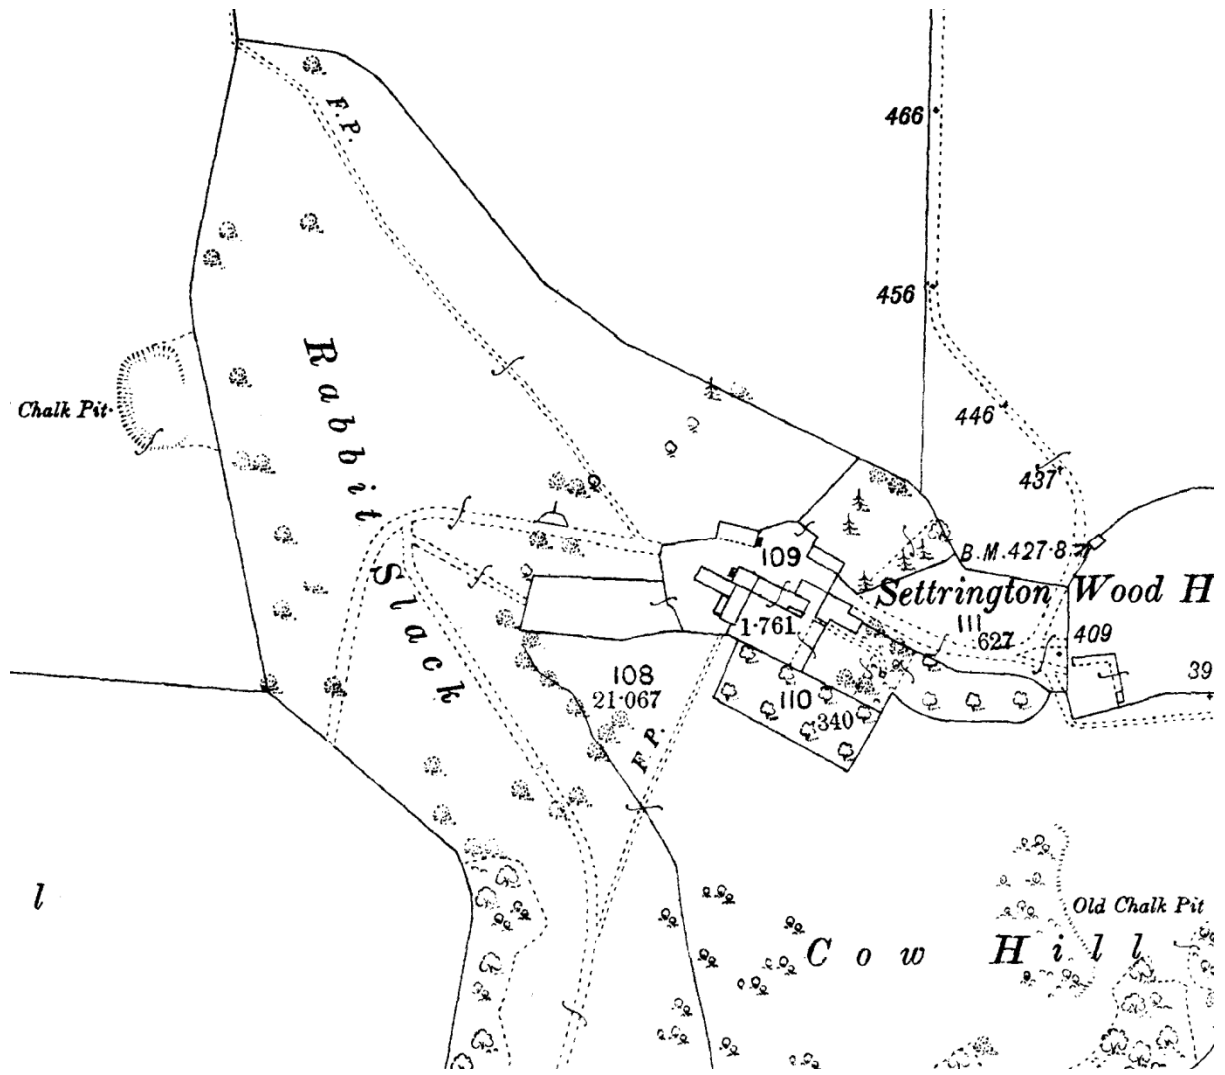 F.P.
466
456
Rabbit Slack
Chalk Pit
446
437
B.M. 427·8
109
Settrington Wood H
1·761
111
627
409
108
21·067
39
110
340
F.P.
l
Old Chalk Pit
Cow Hill